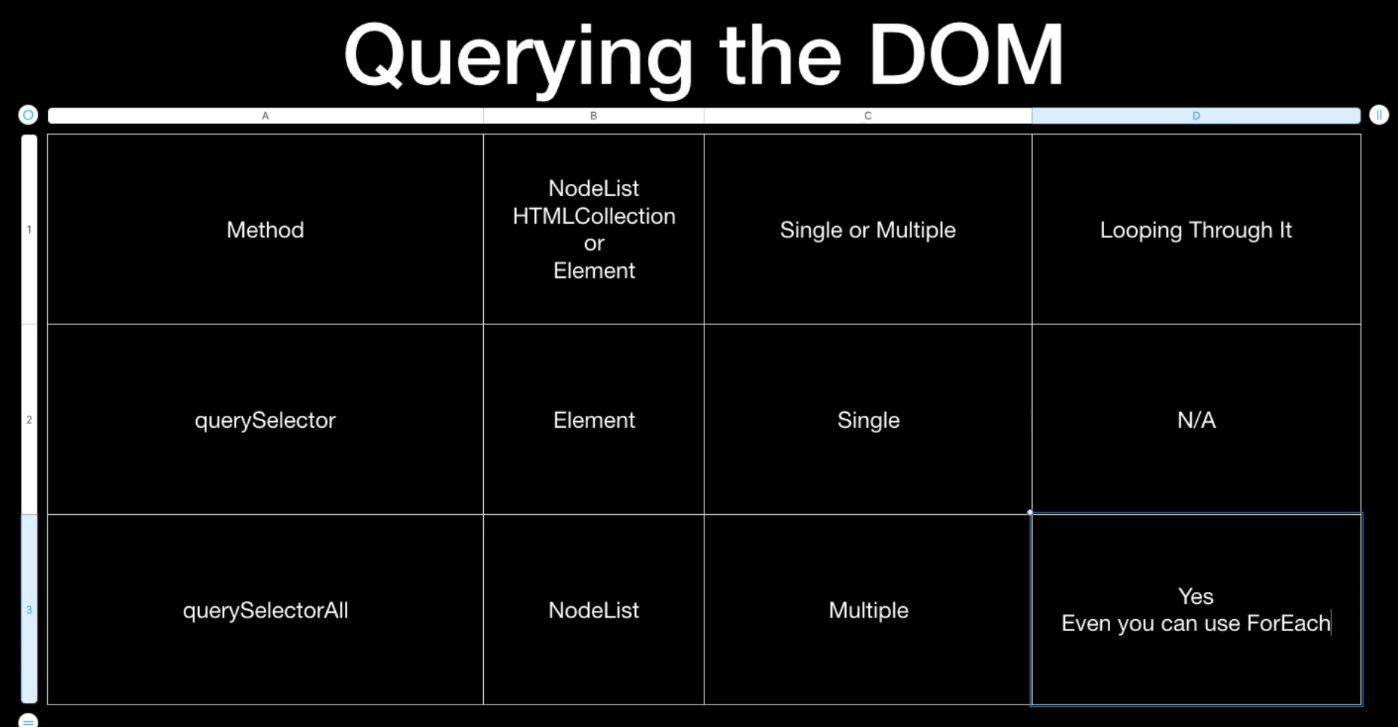 Querying the DOM
A
B
C
D
1
Method
NodeList
HTMLCollection
or
Element
Single or Multiple
Looping Through It
2
querySelector
Element
Single
N/A
3
querySelectorAll
NodeList
Multiple
Yes
Even you can use ForEach